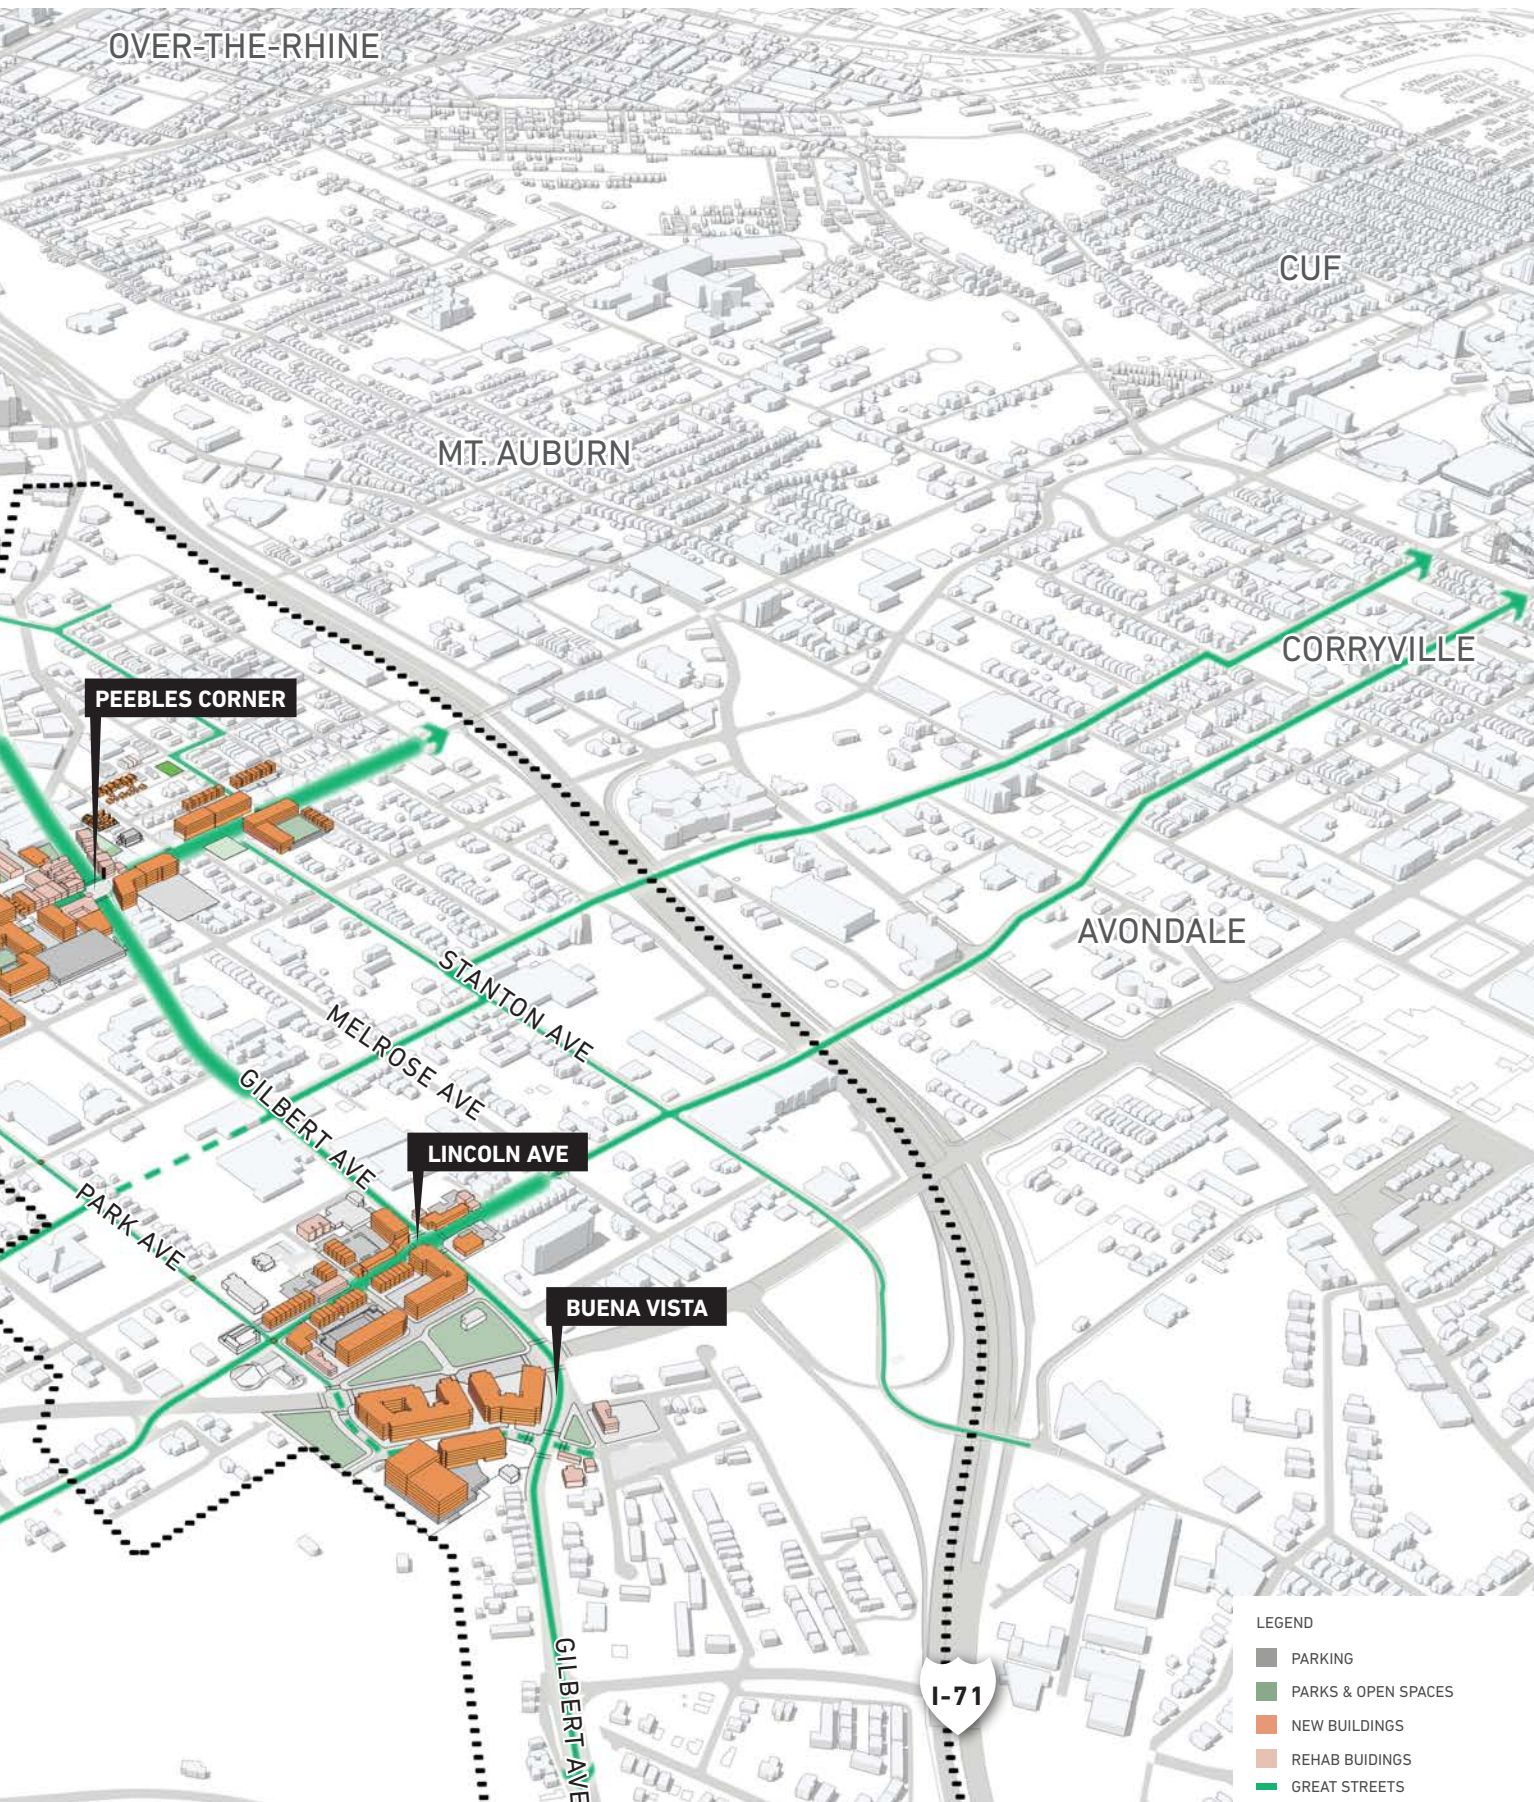 OVER-THE-RHINE
CUF
MT. AUBURN
CORRYVILLE
PEEBLES CORNER
AVONDALE
STANTON AVE
MELROSE AVE
GILBERT AVE
LINCOLN AVE
PARK AVE
BUENA VISTA
GILBERT AVE
I-71
LEGEND
PARKING
PARKS & OPEN SPACES
NEW BUILDINGS
REHAB BUIDINGS
GREAT STREETS